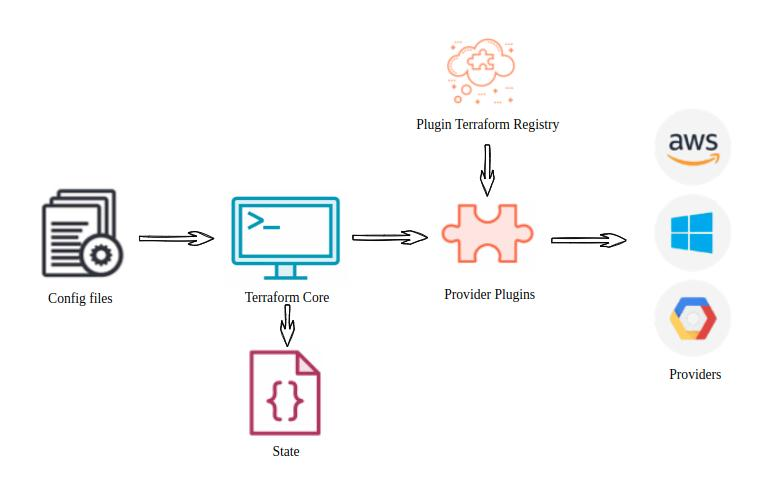 Plugin Terraform Registry
aws
>_
Config files
Terraform Core
Provider Plugins
Providers
{}
State